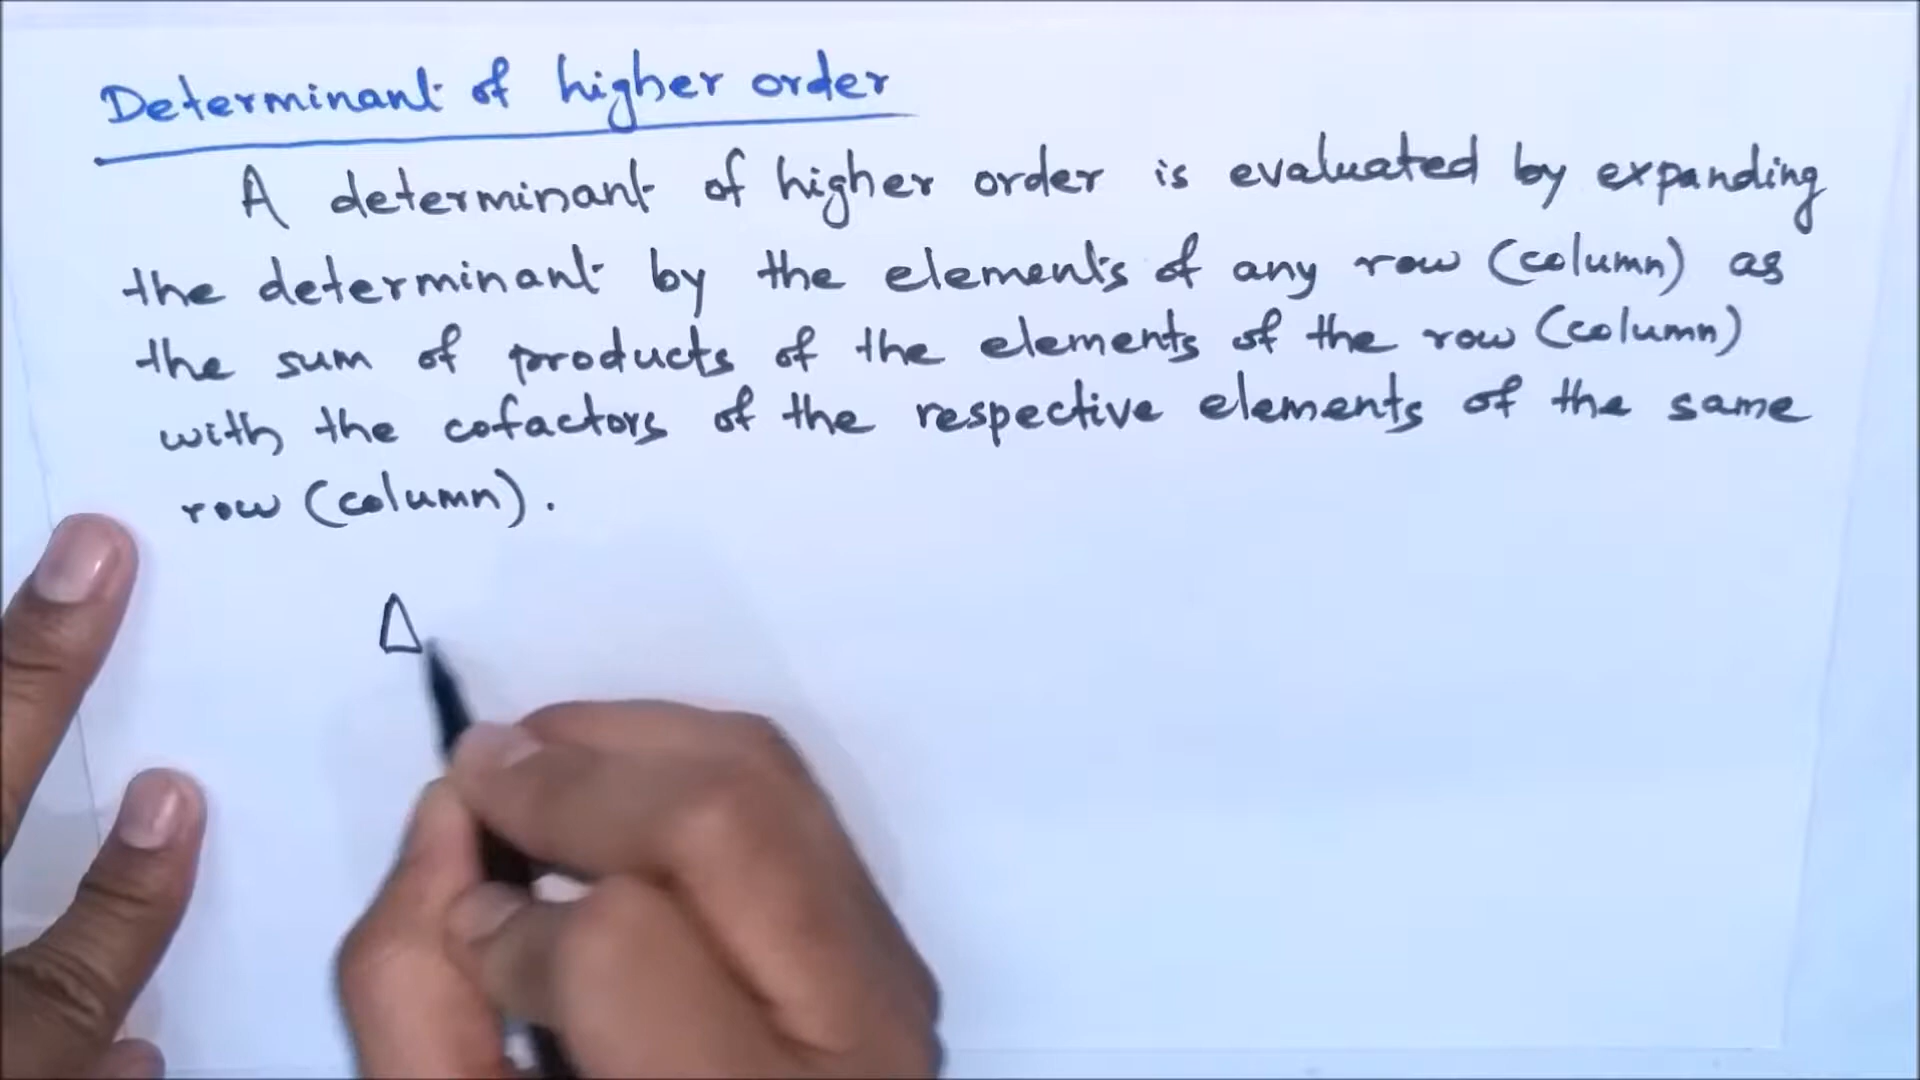 Determinant of higher order
A determinant of higher order is evaluated by expanding
the determinant by the elements of any row (column) as
the sum of products of the elements of the row (column)
with the cofactors of the respective elements of the same
row (column).
Δ